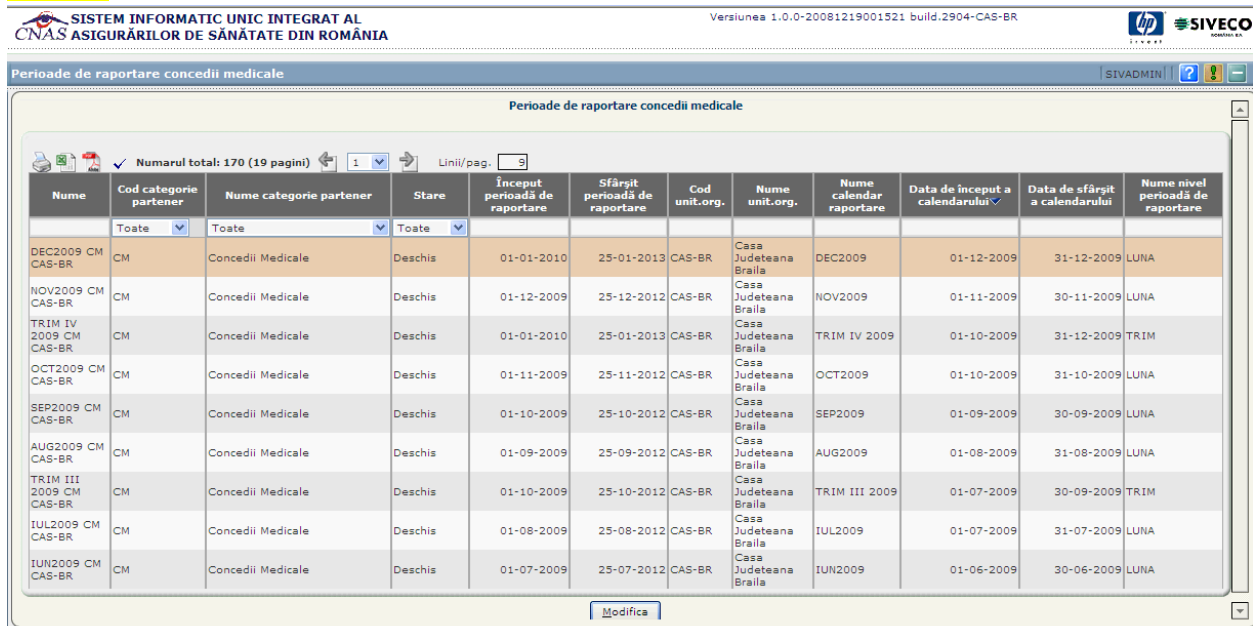 SISTEM INFORMATIC UNIC INTEGRAT AL
CNAS ASIGURĂRILOR DE SĂNĂTATE DIN ROMÂNIA
Versiunea 1.0.0-20081219001521 build.2904-CAS-BR
hp
invent
SIVECO
ROMÂNIA SA
Perioade de raportare concedii medicale
SIVADMIN
Perioade de raportare concedii medicale
Numarul total: 170 (19 pagini) 1 Linii/pag. 9
Nume Cod categorie partener Nume categorie partener Stare Început perioadă de raportare Sfârşit perioadă de raportare Cod unit.org. Nume unit.org. Nume calendar raportare Data de început a calendarului Data de sfârşit a calendarului Nume nivel perioadă de raportare
Toate Toate Toate
DEC2009 CM CAS-BR CM Concedii Medicale Deschis 01-01-2010 25-01-2013 CAS-BR Casa Judeteana Braila DEC2009 01-12-2009 31-12-2009 LUNA
NOV2009 CM CAS-BR CM Concedii Medicale Deschis 01-12-2009 25-12-2012 CAS-BR Casa Judeteana Braila NOV2009 01-11-2009 30-11-2009 LUNA
TRIM IV 2009 CM CAS-BR CM Concedii Medicale Deschis 01-01-2010 25-01-2013 CAS-BR Casa Judeteana Braila TRIM IV 2009 01-10-2009 31-12-2009 TRIM
OCT2009 CM CAS-BR CM Concedii Medicale Deschis 01-11-2009 25-11-2012 CAS-BR Casa Judeteana Braila OCT2009 01-10-2009 31-10-2009 LUNA
SEP2009 CM CAS-BR CM Concedii Medicale Deschis 01-10-2009 25-10-2012 CAS-BR Casa Judeteana Braila SEP2009 01-09-2009 30-09-2009 LUNA
AUG2009 CM CAS-BR CM Concedii Medicale Deschis 01-09-2009 25-09-2012 CAS-BR Casa Judeteana Braila AUG2009 01-08-2009 31-08-2009 LUNA
TRIM III 2009 CM CAS-BR CM Concedii Medicale Deschis 01-10-2009 25-10-2012 CAS-BR Casa Judeteana Braila TRIM III 2009 01-07-2009 30-09-2009 TRIM
IUL2009 CM CAS-BR CM Concedii Medicale Deschis 01-08-2009 25-08-2012 CAS-BR Casa Judeteana Braila IUL2009 01-07-2009 31-07-2009 LUNA
IUN2009 CM CAS-BR CM Concedii Medicale Deschis 01-07-2009 25-07-2012 CAS-BR Casa Judeteana Braila IUN2009 01-06-2009 30-06-2009 LUNA
Modifica